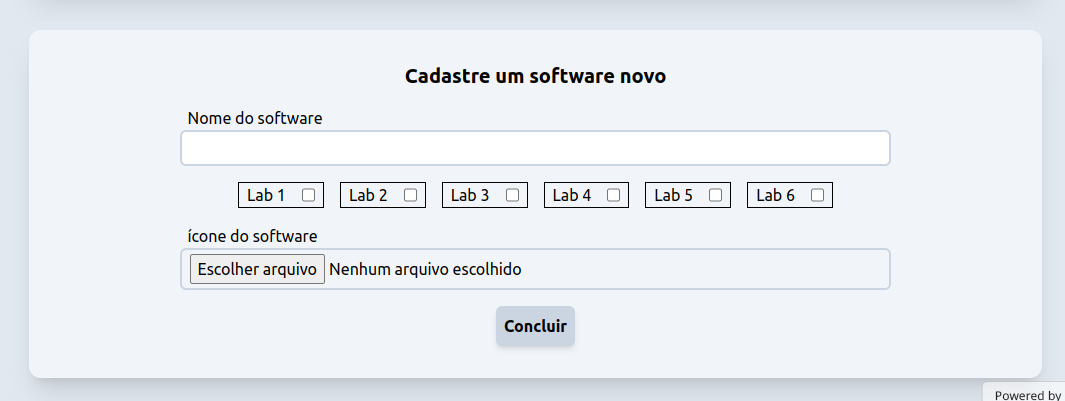 Cadastre um software novo
Nome do software
Lab 1 Lab 2 Lab 3 Lab 4 Lab 5 Lab 6
ícone do software
Escolher arquivo Nenhum arquivo escolhido
Concluir
Powered by